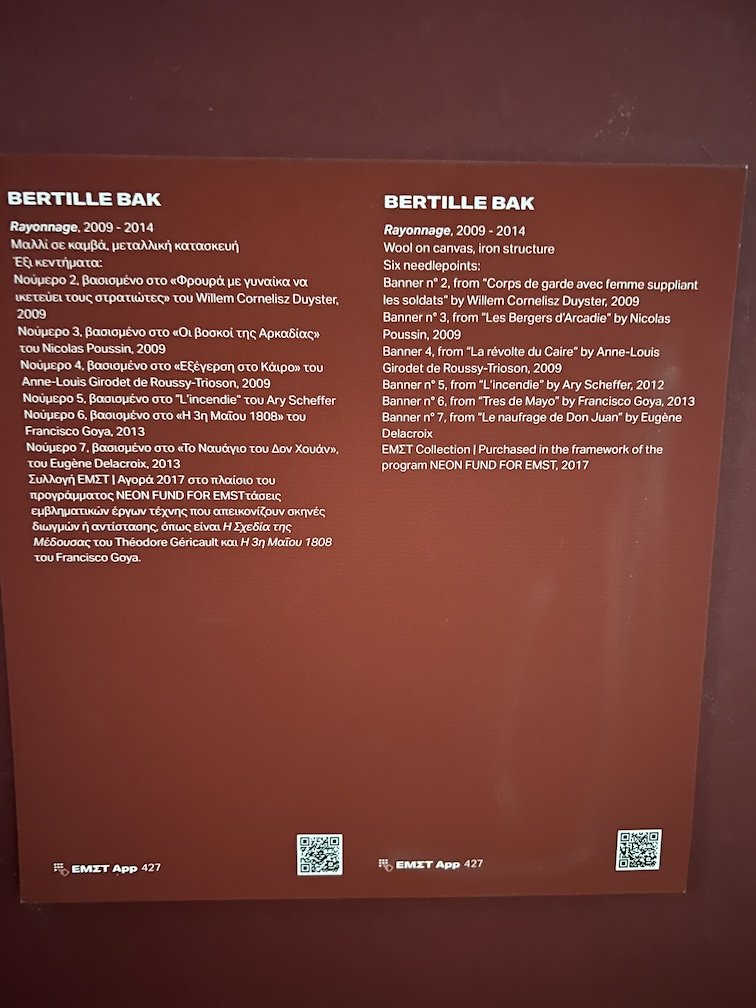 BERTILLE BAK
Rayonnage, 2009 - 2014
Μαλλί σε καμβά, μεταλλική κατασκευή
Έξι κεντήματα:
Νούμερο 2, βασισμένο στο «Φρουρά με γυναίκα να
ικετεύει τους στρατιώτες» του Willem Cornelisz Duyster,
2009
Νούμερο 3, βασισμένο στο «Οι βοσκοί της Αρκαδίας»
του Nicolas Poussin, 2009
Νούμερο 4, βασισμένο στο «Εξέγερση στο Κάιρο» του
Anne-Louis Girodet de Roussy-Trioson, 2009
Νούμερο 5, βασισμένο στο "L'incendie" του Ary Scheffer
Νούμερο 6, βασισμένο στο «Η 3η Μαΐου 1808» του
Francisco Goya, 2013
Νούμερο 7, βασισμένο στο «Το Ναυάγιο του Δον Χουάν»,
του Eugène Delacroix, 2013
Συλλογή ΕΜΣΤ | Αγορά 2017 στο πλαίσιο του
προγράμματος NEON FUND FOR EMSTτάσεις
εμβληματικών έργων τέχνης που απεικονίζουν σκηνές
διωγμών ή αντίστασης, όπως είναι Η Σχεδία της
Μέδουσας του Théodore Géricault και Η 3η Μαΐου 1808
του Francisco Goya.
ΕΜΣΤ App 427
BERTILLE BAK
Rayonnage, 2009 - 2014
Wool on canvas, iron structure
Six needlepoints:
Banner n° 2, from "Corps de garde avec femme suppliant
les soldats" by Willem Cornelisz Duyster, 2009
Banner n° 3, from "Les Bergers d'Arcadie" by Nicolas
Poussin, 2009
Banner 4, from "La révolte du Caire" by Anne-Louis
Girodet de Roussy-Trioson, 2009
Banner n° 5, from "L'incendie" by Ary Scheffer, 2012
Banner n° 6, from "Tres de Mayo" by Francisco Goya, 2013
Banner n° 7, from "Le naufrage de Don Juan" by Eugène
Delacroix
ΕΜΣΤ Collection | Purchased in the framework of the
program NEON FUND FOR EMST, 2017
ΕΜΣΤ App 427